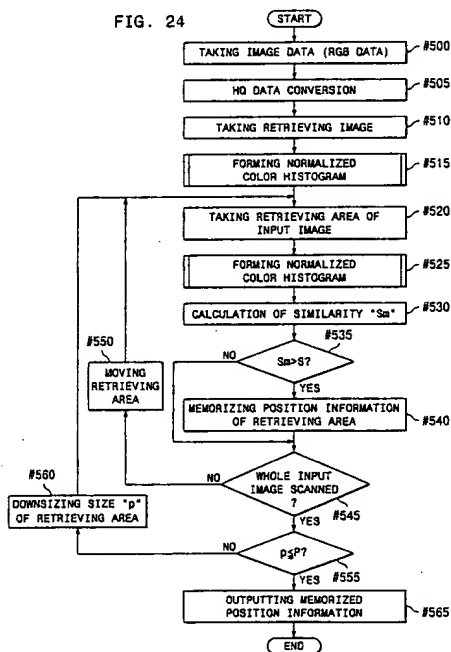 FIG. 24
START
TAKING IMAGE DATA (RGB DATA)
#500
HQ DATA CONVERSION
#505
TAKING RETRIEVING IMAGE
#510
FORMING NORMALIZED
COLOR HISTOGRAM
#515
TAKING RETRIEVING AREA OF
INPUT IMAGE
#520
FORMING NORMALIZED
COLOR HISTOGRAM
#525
CALCULATION OF SIMILARITY "Sm"
#530
#535
Sm>S?
NO
YES
#550
MOVING
RETRIEVING
AREA
MEMORIZING POSITION INFORMATION
OF RETRIEVING AREA
#540
#560
DOWNSIZING SIZE "p"
OF RETRIEVING AREA
NO
WHOLE INPUT
IMAGE SCANNED
?
#545
YES
NO
p≦P?
#555
YES
OUTPUTTING MEMORIZED
POSITION INFORMATION
#565
END